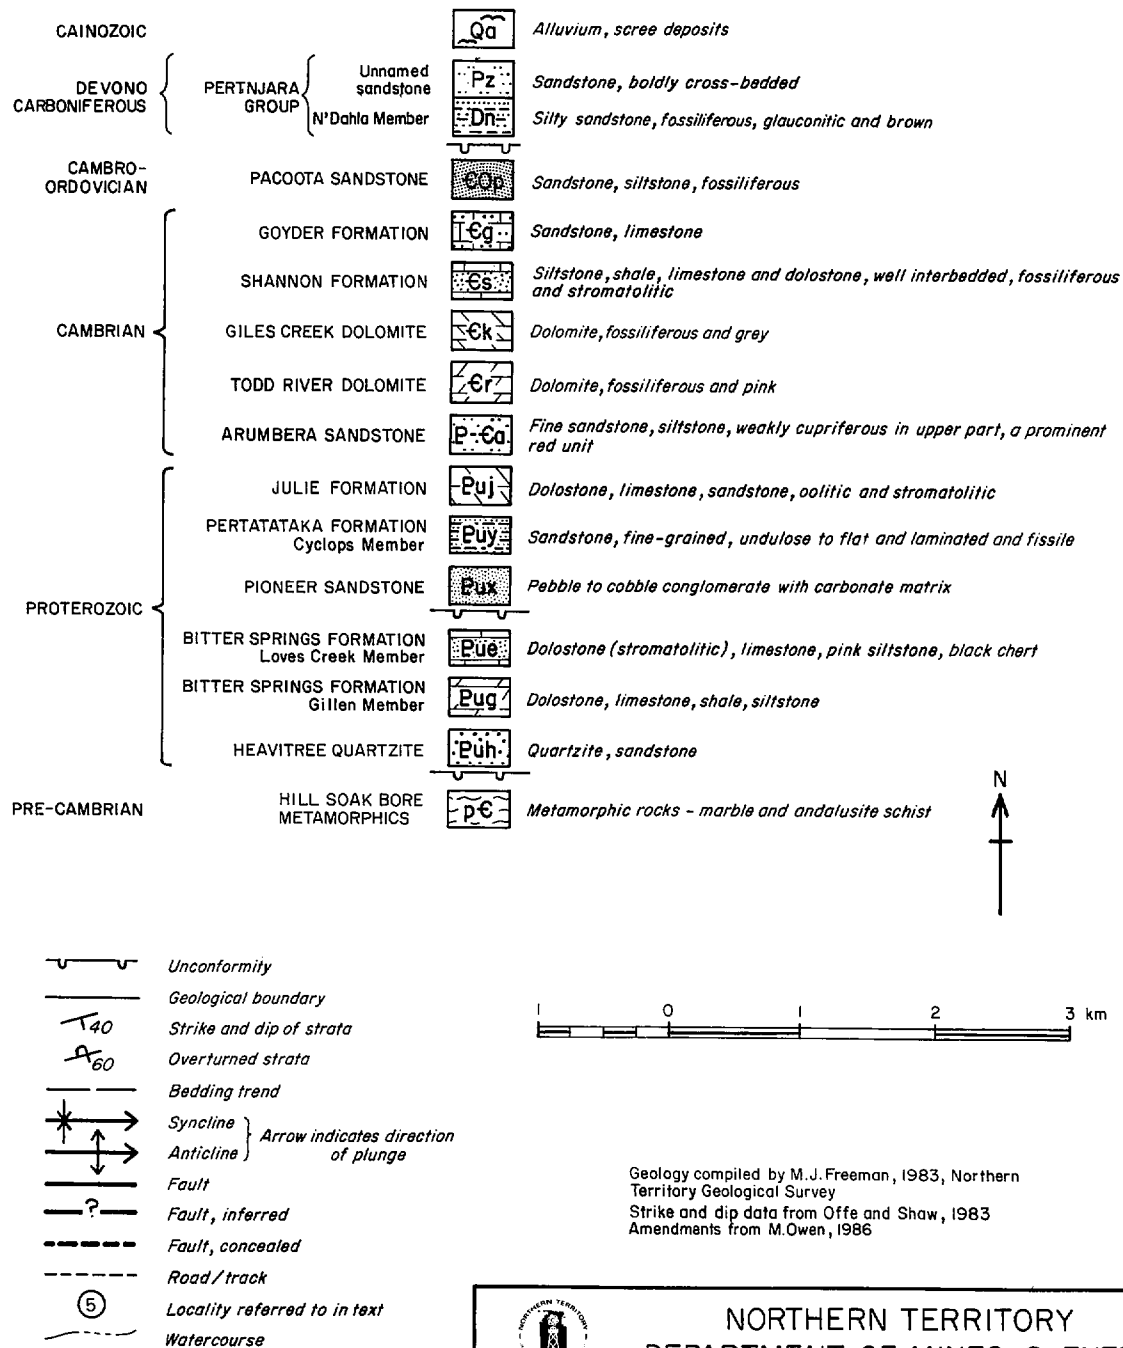 CAINOZOIC Qa Alluvium, scree deposits
DEVONO CARBONIFEROUS
PERTNJARA GROUP
Unnamed sandstone Pz Sandstone, boldly cross-bedded
N'Dahla Member Dn Silty sandstone, fossiliferous, glauconitic and brown
CAMBRO-ORDOVICIAN PACOOTA SANDSTONE ЄOp Sandstone, siltstone, fossiliferous
CAMBRIAN
GOYDER FORMATION Єg Sandstone, limestone
SHANNON FORMATION Єs Siltstone, shale, limestone and dolostone, well interbedded, fossiliferous
and stromatolitic
GILES CREEK DOLOMITE Єk Dolomite, fossiliferous and grey
TODD RIVER DOLOMITE Єr Dolomite, fossiliferous and pink
ARUMBERA SANDSTONE P-Єa Fine sandstone, siltstone, weakly cupriferous in upper part, a prominent
red unit
PROTEROZOIC
JULIE FORMATION Puj Dolostone, limestone, sandstone, oolitic and stromatolitic
PERTATATAKA FORMATION
Cyclops Member Puy Sandstone, fine-grained, undulose to flat and laminated and fissile
PIONEER SANDSTONE Pux Pebble to cobble conglomerate with carbonate matrix
BITTER SPRINGS FORMATION
Loves Creek Member Pue Dolostone (stromatolitic), limestone, pink siltstone, black chert
BITTER SPRINGS FORMATION
Gillen Member Pug Dolostone, limestone, shale, siltstone
HEAVITREE QUARTZITE Puh Quartzite, sandstone
PRE-CAMBRIAN
HILL SOAK BORE
METAMORPHICS pЄ Metamorphic rocks - marble and andalusite schist
N
Unconformity
Geological boundary
40 Strike and dip of strata
60 Overturned strata
Bedding trend
Syncline
Anticline
Arrow indicates direction
of plunge
Fault
? Fault, inferred
Fault, concealed
Road/track
5 Locality referred to in text
Watercourse
1 0 1 2 3 km
Geology compiled by M.J. Freeman, 1983, Northern
Territory Geological Survey
Strike and dip data from Offe and Shaw, 1983
Amendments from M.Owen, 1986
NORTHERN TERRITORY
NORTHERN TERRITORY